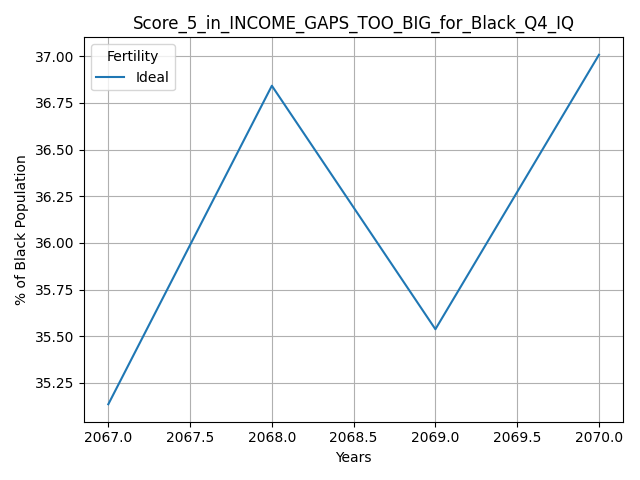 Score_5_in_INCOME_GAPS_TOO_BIG_for_Black_Q4_IQ
Fertility
Ideal
% of Black Population
37.00
36.75
36.50
36.25
36.00
35.75
35.50
35.25
2067.0 2067.5 2068.0 2068.5 2069.0 2069.5 2070.0
Years